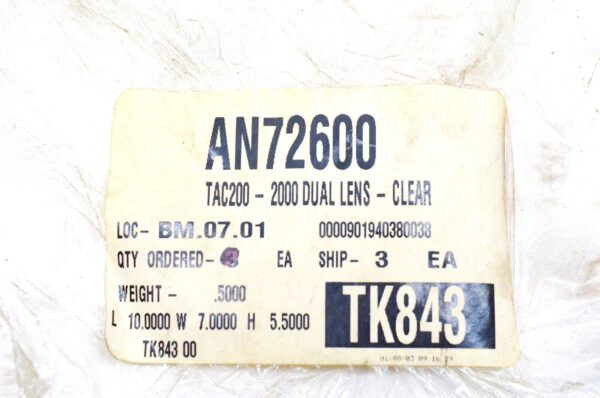 AN72600
TAC200 - 2000 DUAL LENS - CLEAR
LOC- BM.07.01 0000901940380038
QTY ORDERED- 3 EA SHIP- 3 EA
WEIGHT - .5000
L 10.0000 W 7.0000 H 5.5000
TK843
TK843 00